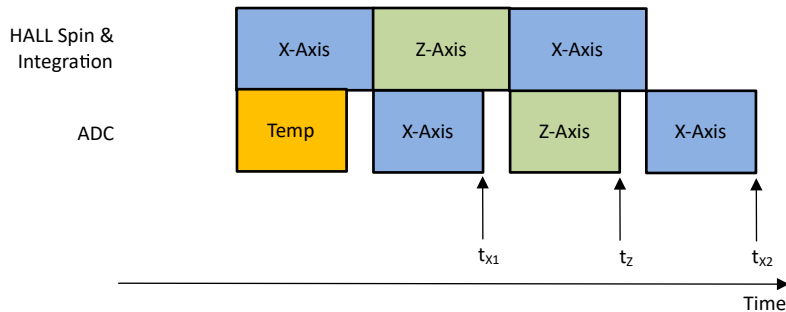 HALL Spin &
Integration
X-Axis
Z-Axis
X-Axis
ADC
Temp
X-Axis
Z-Axis
X-Axis
tX1
tZ
tX2
Time